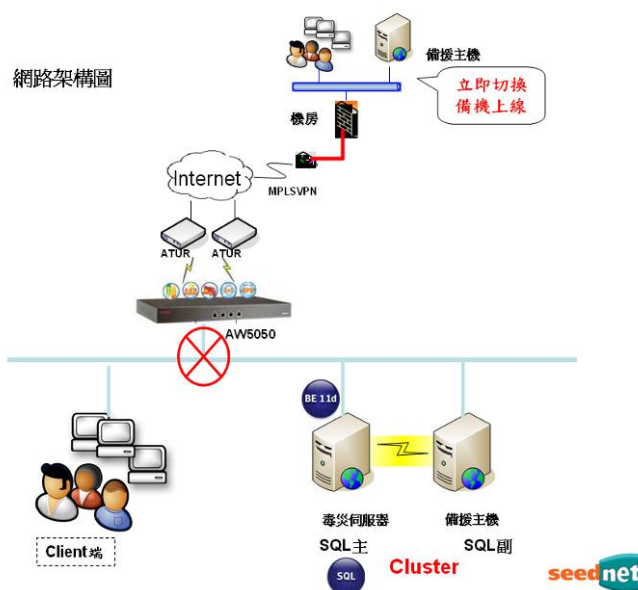 網路架構圖
備援主機
立即切換
備機上線
機房
Internet
MPLSVPN
ATUR
ATUR
AW5050
BE 11d
毒災伺服器
備援主機
SQL主
SQL副
Client端
SQL
Cluster
seednet